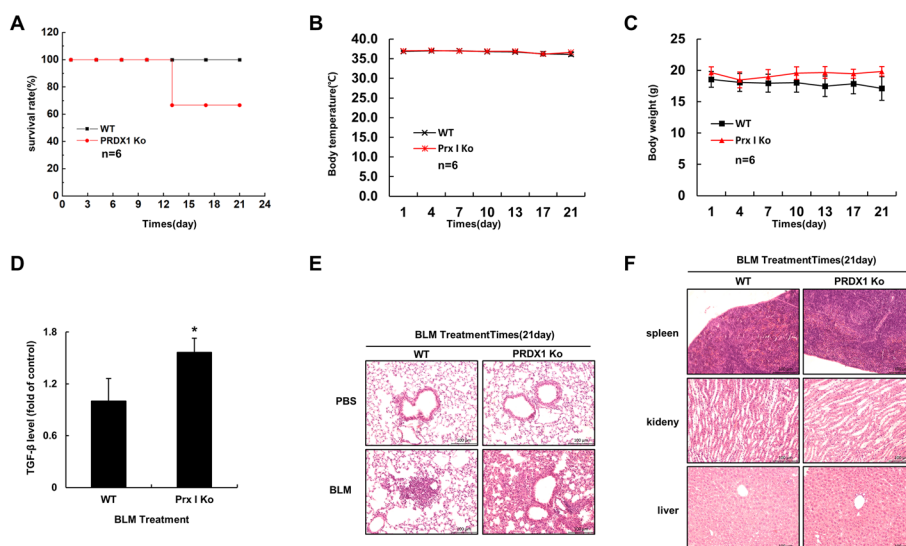 A
survival rate(%)
120
100
80
60
40
20
0
WT
PRDX1 Ko
n=6
0 3 6 9 12 15 18 21 24
Times(day)
B
Body temperature(℃)
40.0
35.0
30.0
25.0
20.0
15.0
10.0
5.0
0.0
WT
Prx I Ko
n=6
1 4 7 10 13 17 21
Times(day)
C
Body weight (g)
25
20
15
10
5
0
WT
Prx I Ko
n=6
1 4 7 10 13 17 21
Times(day)
D
TGF-β level (fold of control)
1.8
1.2
0.6
0
*
WT Prx I Ko
BLM Treatment
E
BLM TreatmentTimes(21day)
WT PRDX1 Ko
PBS
BLM
F
BLM TreatmentTimes(21day)
WT PRDX1 Ko
spleen
kideny
liver